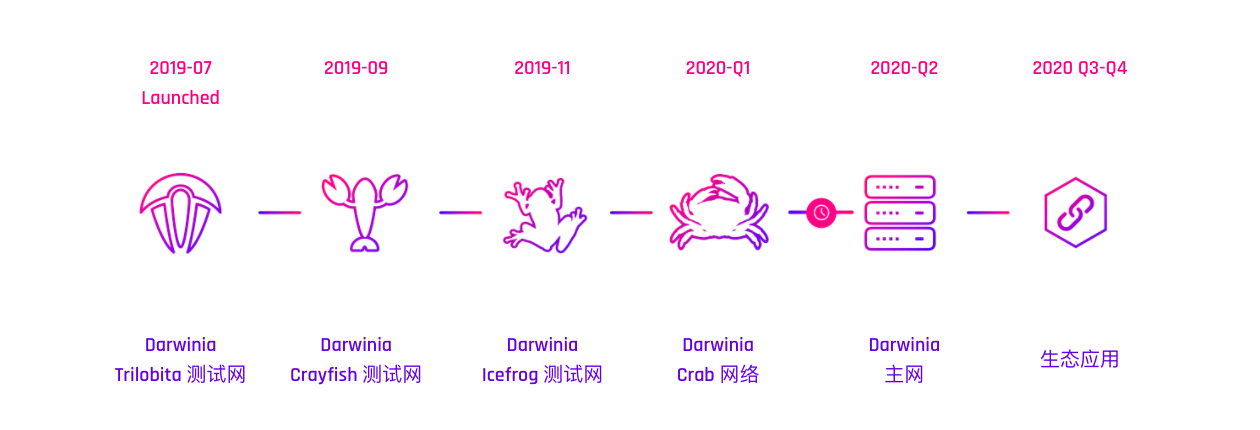 2019-07
Launched
2019-09
2019-11
2020-Q1
2020-Q2
2020 Q3-Q4
Darwinia
Trilobita 测试网
Darwinia
Crayfish 测试网
Darwinia
Icefrog 测试网
Darwinia
Crab 网络
Darwinia
主网
生态应用